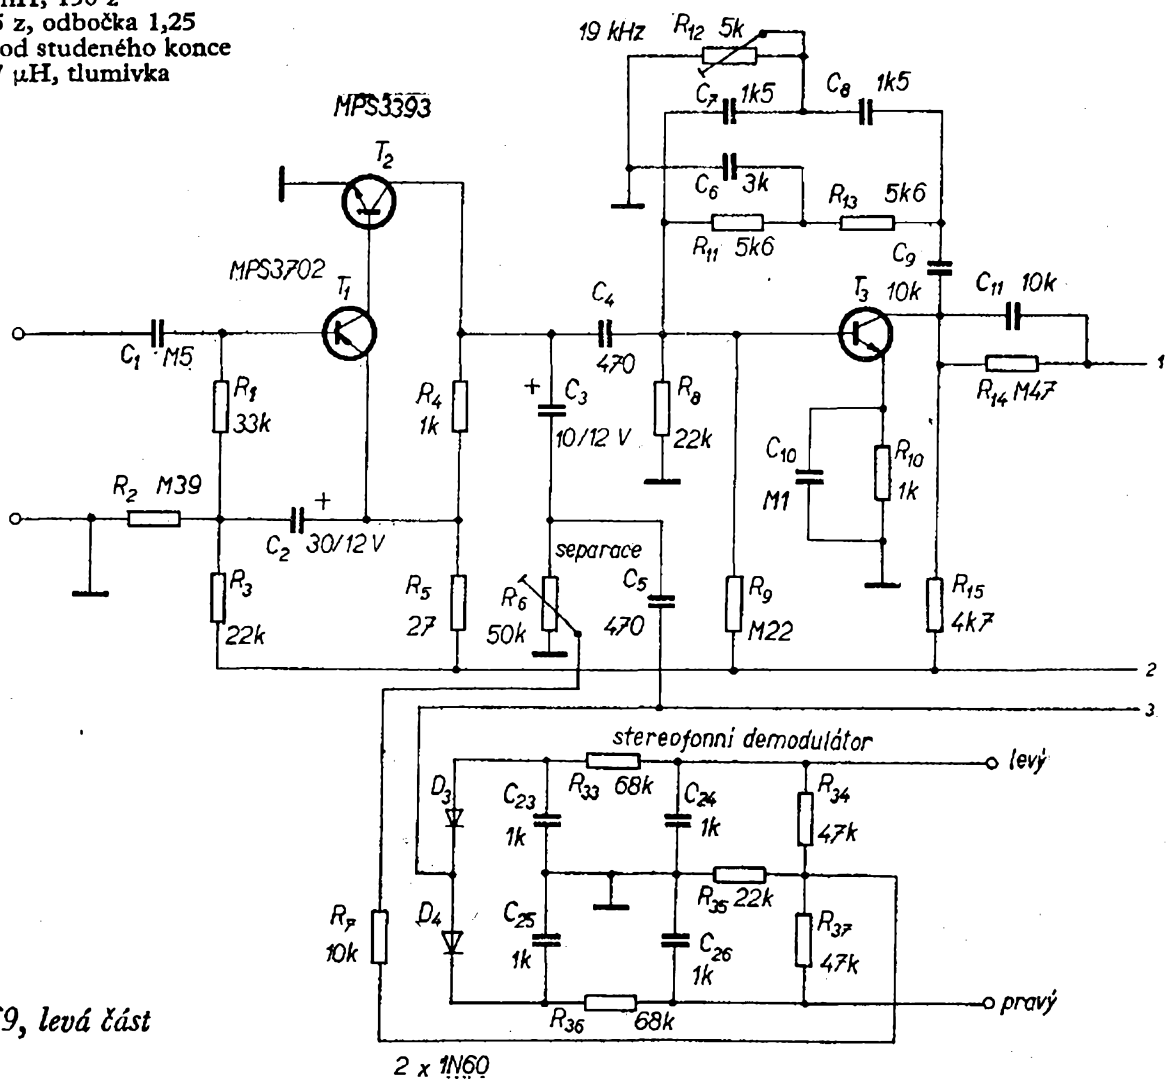 mH, 150 z
5 z, odbočka 1,25
od studeného konce
7 μH, tlumivka
MPS3393
T2
MPS3702
T1
C1 M5
R1
33k
R2 M39
C2 30/12 V
+
R3
22k
R4
1k
R5
27
19 kHz
R12 5k
C7 1k5
C8 1k5
C6
3k
R11 5k6
R13 5k6
C4
470
+ C3
10/12 V
R8
22k
T3
C9
10k
C11 10k
R14 M47
1
C10
M1
R10
1k
separace
R6
50k
C5
470
R9
M22
R15
4k7
2
3
stereofonní demodulátor
levý
D3
C23
1k
R33 68k
C24
1k
R34
47k
R35 22k
D4
C25
1k
C26
1k
R37
47k
R7
10k
R36 68k
pravý
9, levá část
2 x 1N60